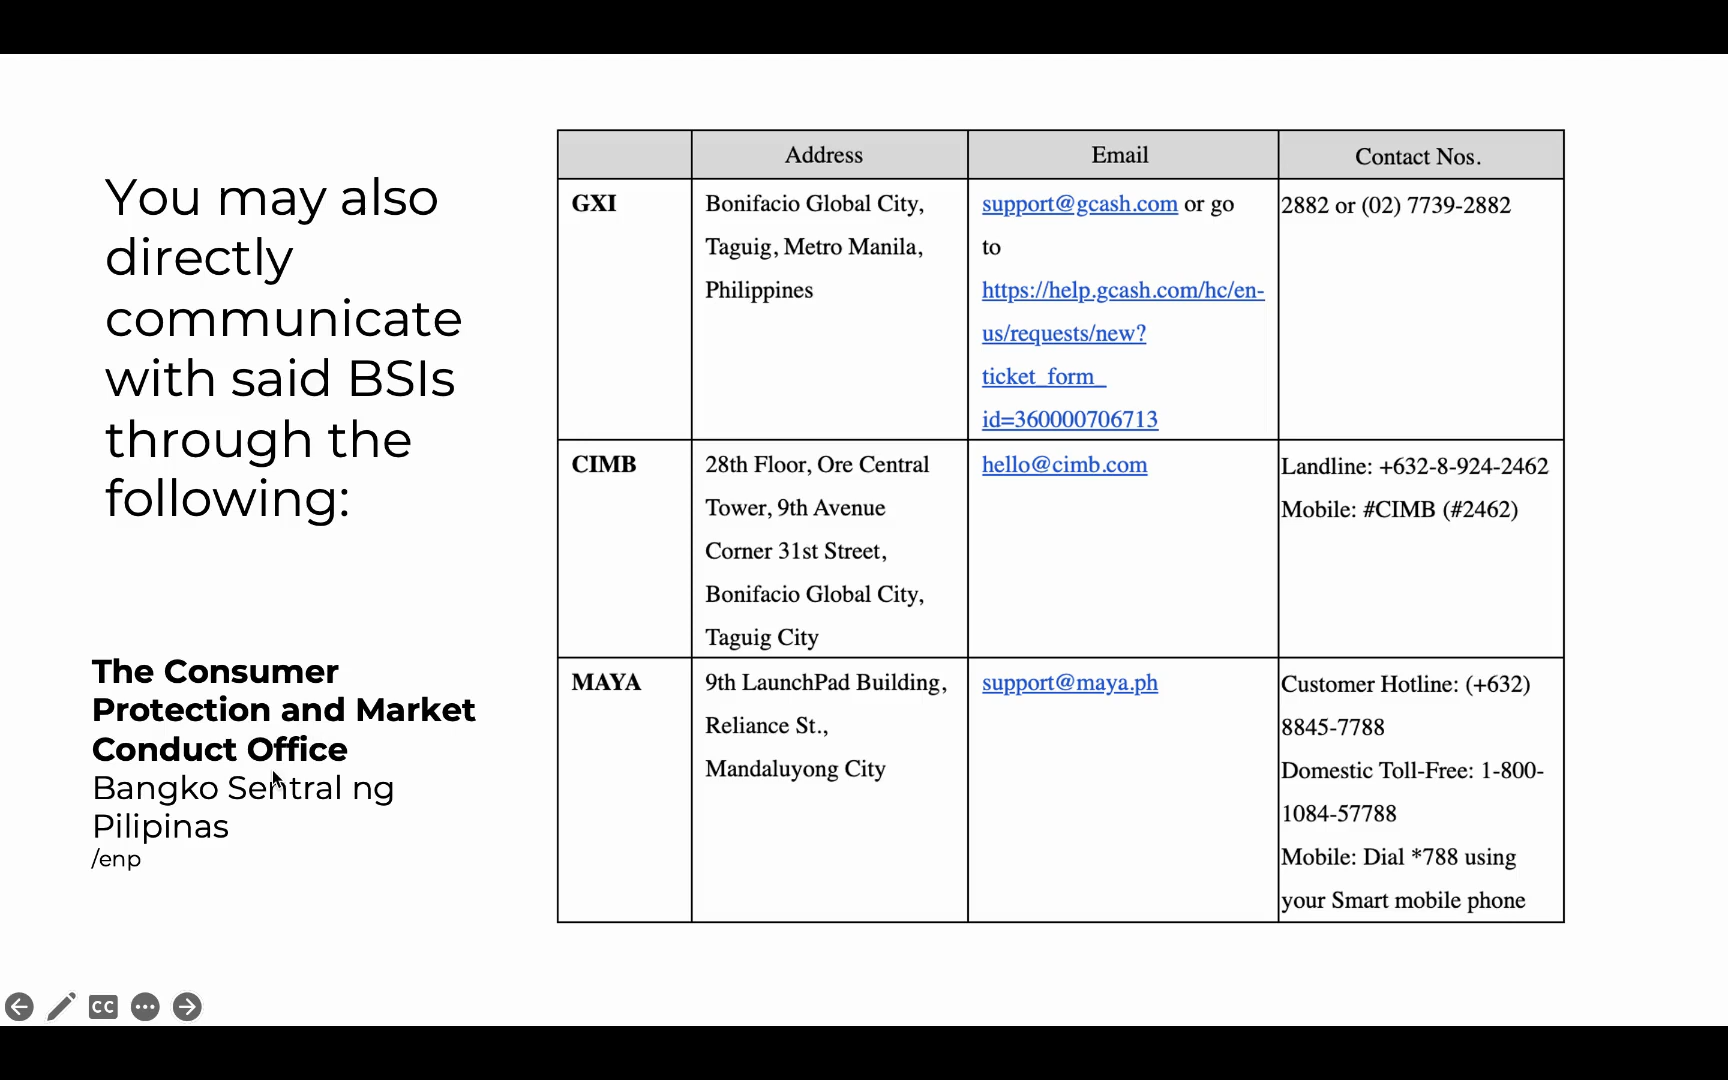 You may also
directly
communicate
with said BSIs
through the
following:
The Consumer
Protection and Market
Conduct Office
Bangko Sentral ng
Pilipinas
/enp
Address
Email
Contact Nos.
GXI
Bonifacio Global City,
Taguig, Metro Manila,
Philippines
support@gcash.com or go
to
https://help.gcash.com/hc/en-
us/requests/new?
ticket_form_
id=360000706713
2882 or (02) 7739-2882
CIMB
28th Floor, Ore Central
Tower, 9th Avenue
Corner 31st Street,
Bonifacio Global City,
Taguig City
hello@cimb.com
Landline: +632-8-924-2462
Mobile: #CIMB (#2462)
MAYA
9th LaunchPad Building,
Reliance St.,
Mandaluyong City
support@maya.ph
Customer Hotline: (+632)
8845-7788
Domestic Toll-Free: 1-800-
1084-57788
Mobile: Dial *788 using
your Smart mobile phone
CC